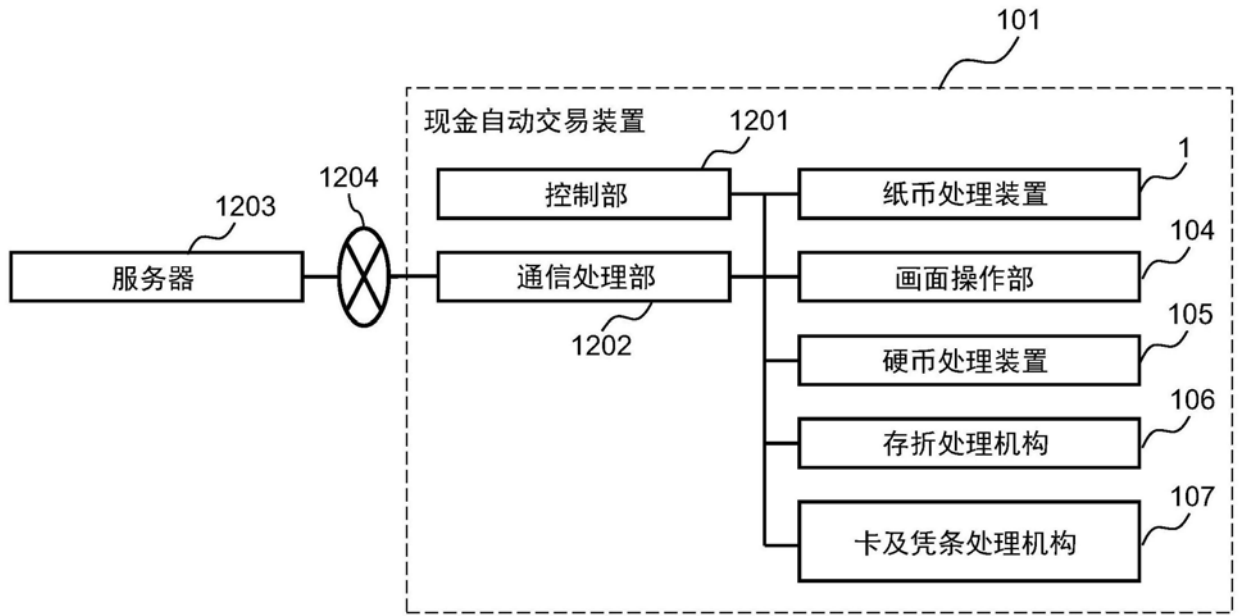 101
现金自动交易装置
1201
1
控制部
纸币处理装置
1204
1203
104
服务器
通信处理部
画面操作部
1202
105
硬币处理装置
106
存折处理机构
107
卡及凭条处理机构